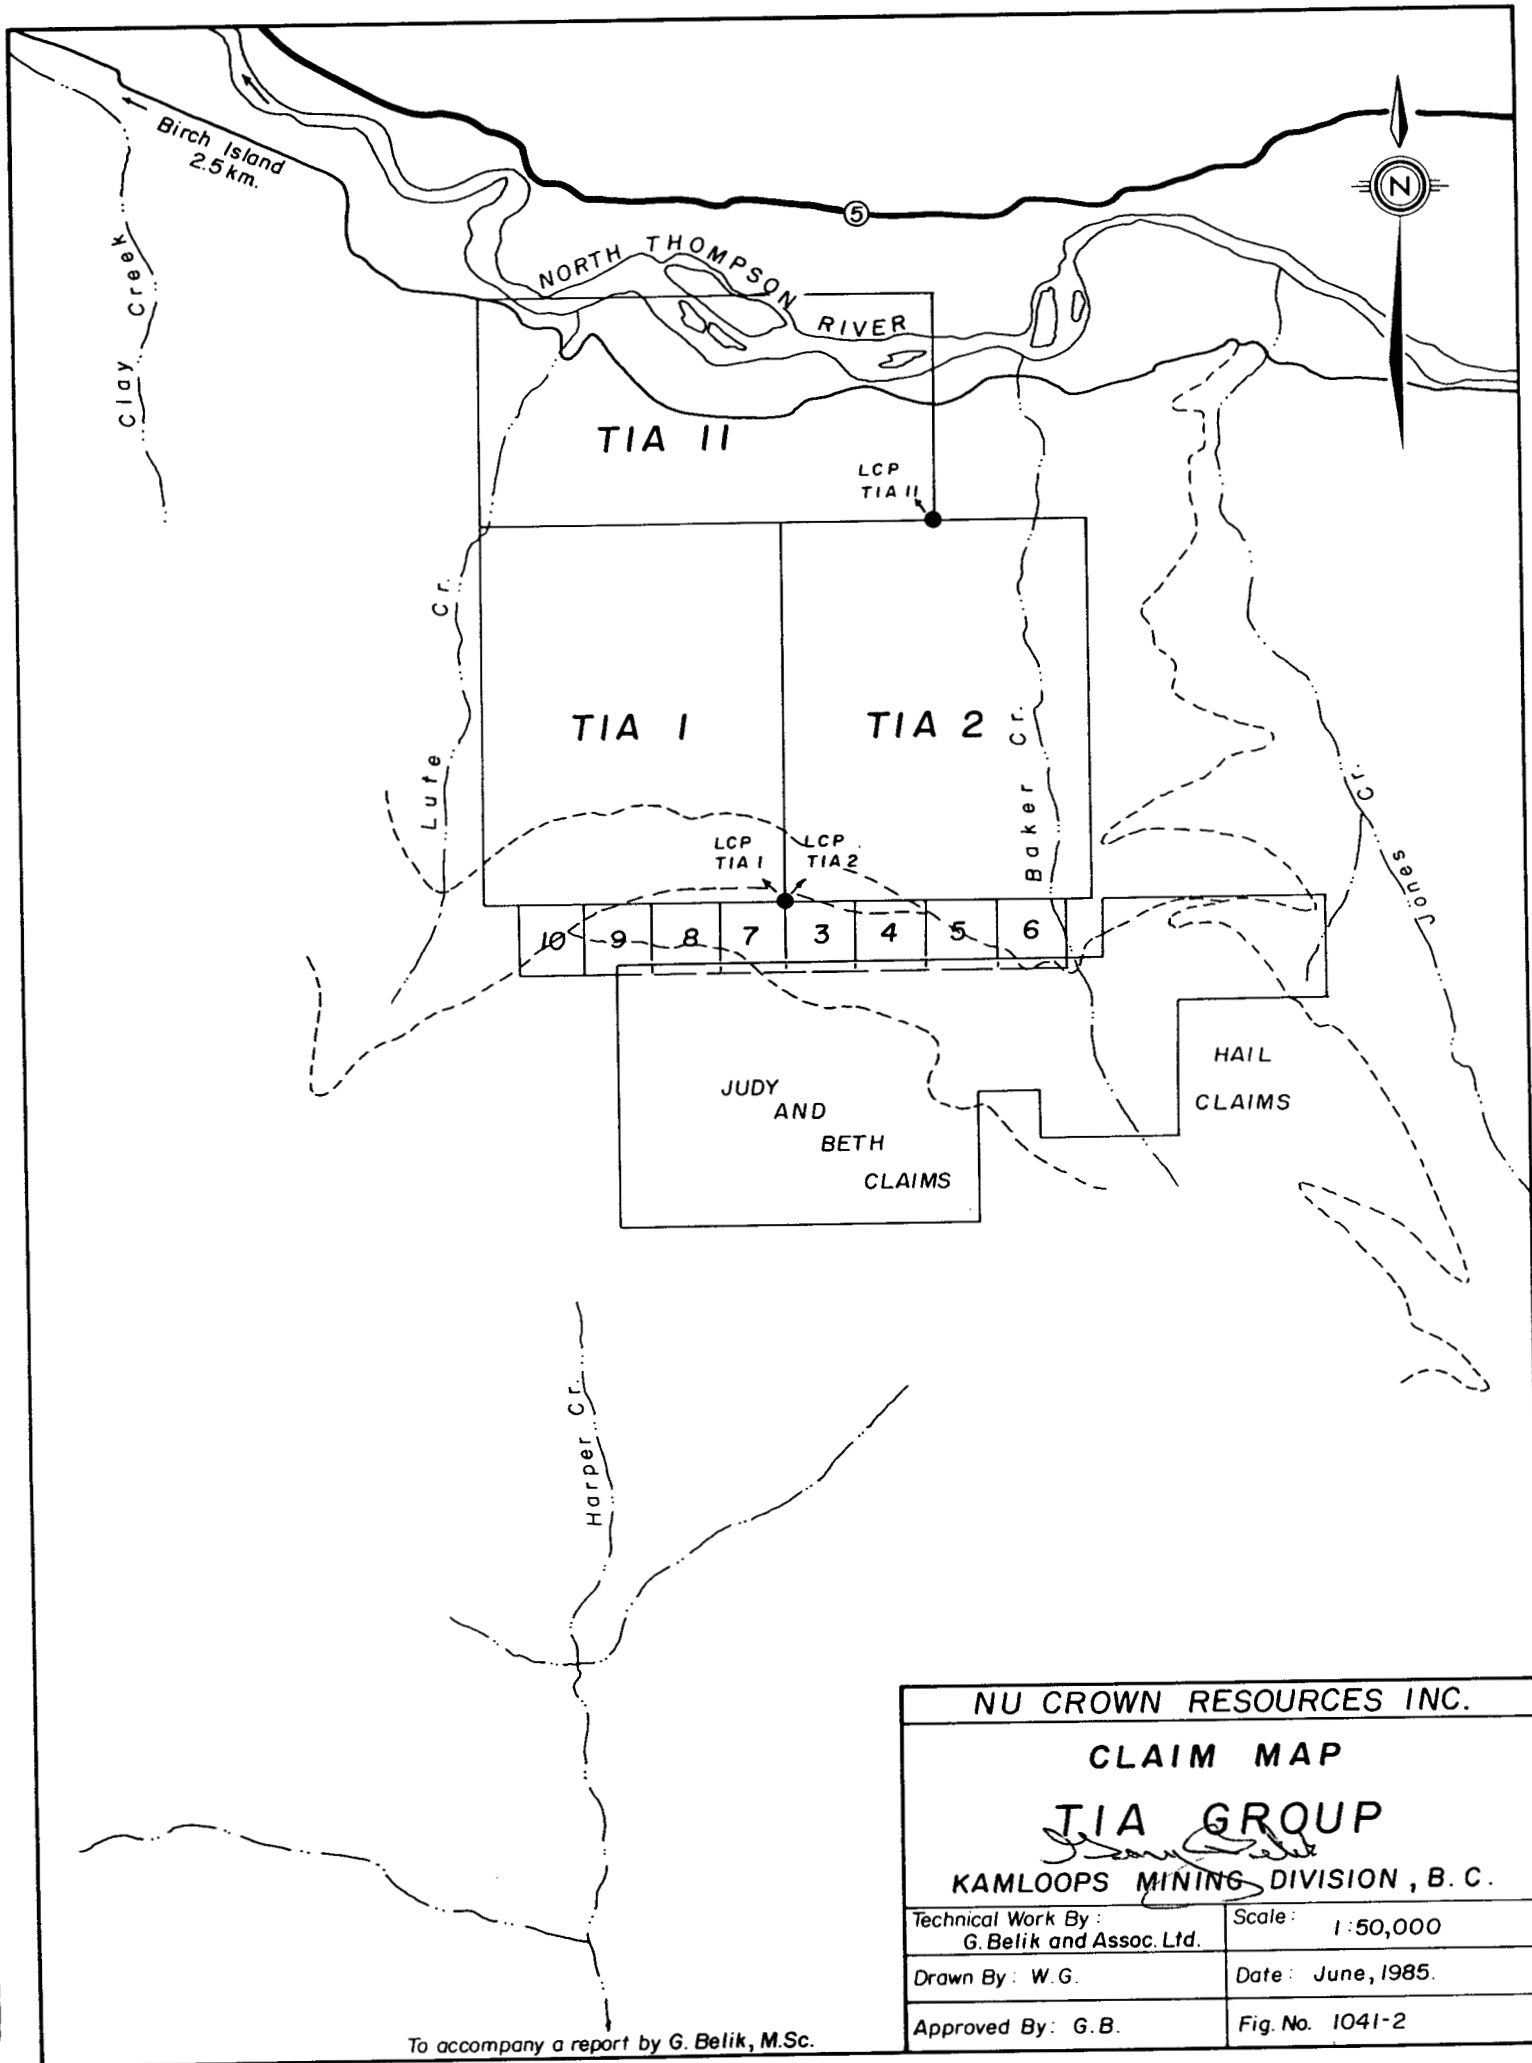 Birch Island
2.5 km.
Clay Creek
5
N
NORTH THOMPSON RIVER
TIA 11
LCP
TIA 11
Lute Cr.
TIA 1
TIA 2
Baker Cr.
Jones Cr.
LCP
TIA 1
LCP
TIA 2
10 9 8 7 3 4 5 6
JUDY
AND
BETH
CLAIMS
HAIL
CLAIMS
Harper Cr.
NU CROWN RESOURCES INC.
CLAIM MAP
TIA GROUP
KAMLOOPS MINING DIVISION, B.C.
Technical Work By:
G. Belik and Assoc. Ltd.
Scale: 1:50,000
Drawn By: W.G.
Date: June, 1985.
Approved By: G.B.
Fig. No. 1041-2
To accompany a report by G. Belik, M.Sc.